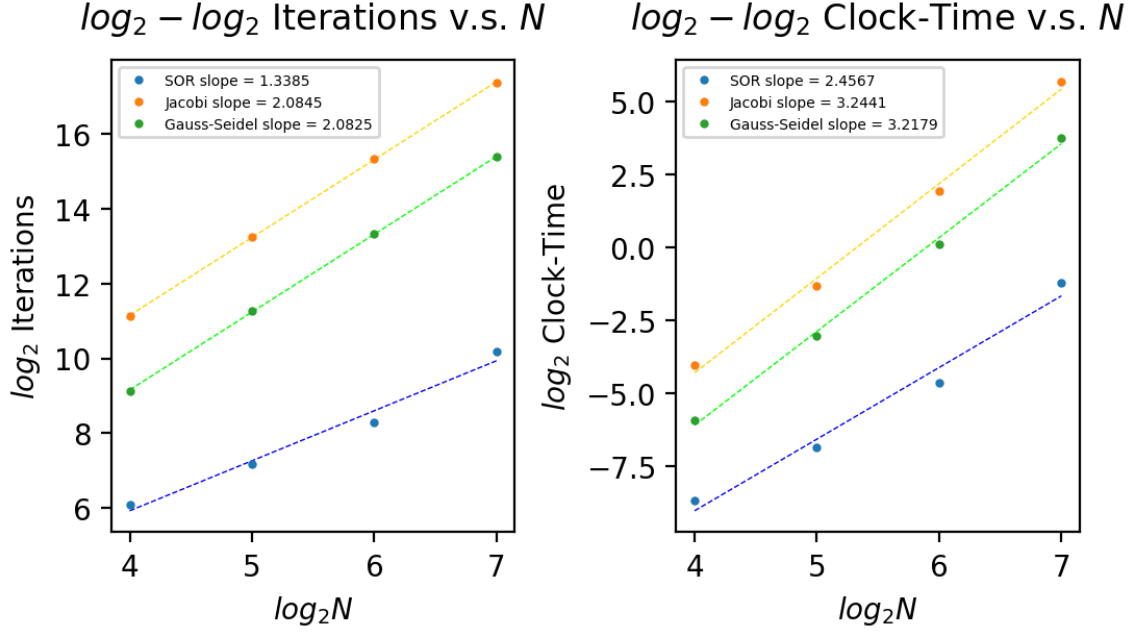 log₂ − log₂ Iterations v.s. N
SOR slope = 1.3385
Jacobi slope = 2.0845
Gauss-Seidel slope = 2.0825
16
14
12
10
8
6
log₂ Iterations
4 5 6 7
log₂N
log₂ − log₂ Clock-Time v.s. N
SOR slope = 2.4567
Jacobi slope = 3.2441
Gauss-Seidel slope = 3.2179
5.0
2.5
0.0
−2.5
−5.0
−7.5
log₂ Clock-Time
4 5 6 7
log₂N